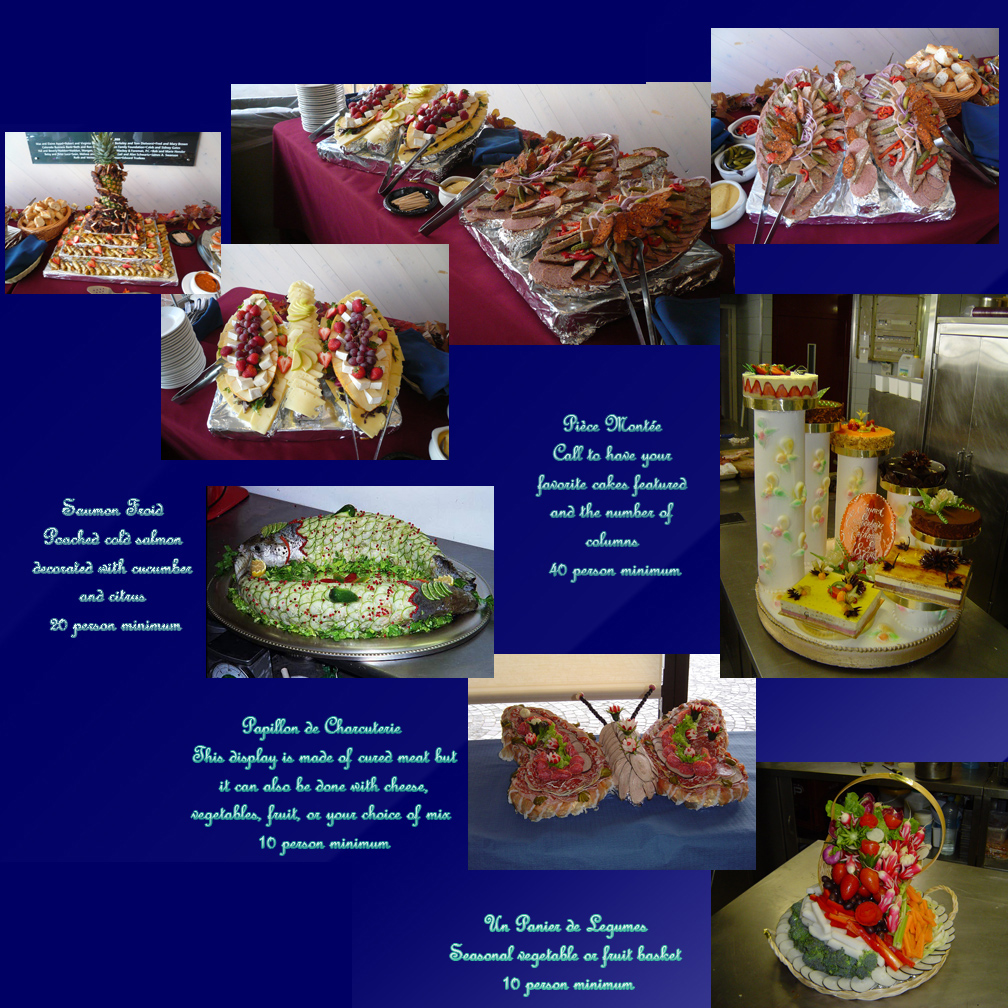 Pièce Montée
Call to have your
favorite cakes featured
and the number of
columns
40 person minimum
Saumon Froid
Poached cold salmon
decorated with cucumber
and citrus
20 person minimum
Papillon de Charcuterie
This display is made of cured meat but
it can also be done with cheese,
vegetables, fruit, or your choice of mix
10 person minimum
Un Panier de Legumes
Seasonal vegetable or fruit basket
10 person minimum